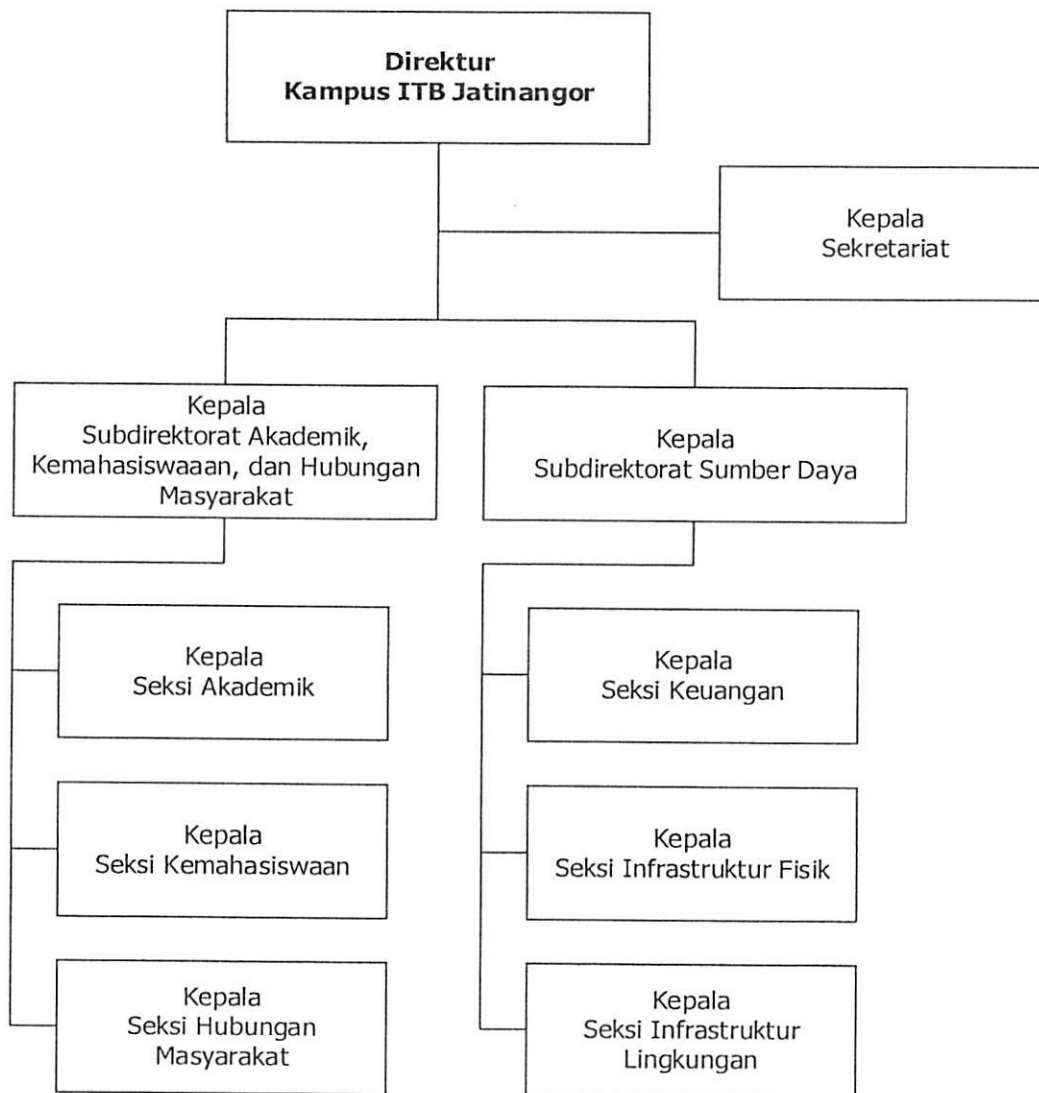 Direktur
Kampus ITB Jatinangor
Kepala
Sekretariat
Kepala
Subdirektorat Akademik,
Kemahasiswaaan, dan Hubungan
Masyarakat
Kepala
Subdirektorat Sumber Daya
Kepala
Seksi Akademik
Kepala
Seksi Keuangan
Kepala
Seksi Kemahasiswaan
Kepala
Seksi Infrastruktur Fisik
Kepala
Seksi Hubungan
Masyarakat
Kepala
Seksi Infrastruktur
Lingkungan